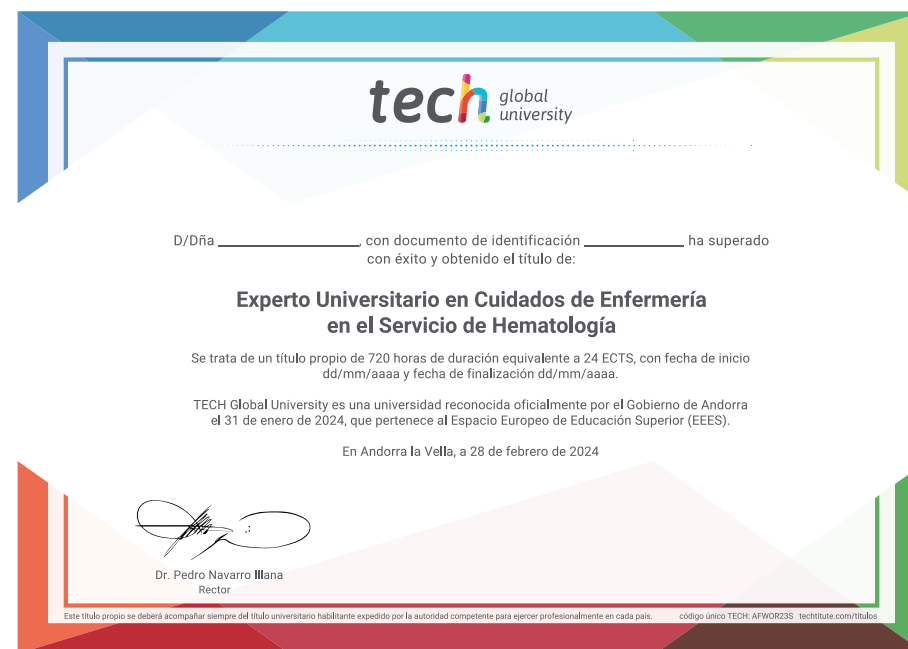 tech global university
D/Dña ______________, con documento de identificación __________ ha superado
con éxito y obtenido el título de:
Experto Universitario en Cuidados de Enfermería
en el Servicio de Hematología
Se trata de un título propio de 720 horas de duración equivalente a 24 ECTS, con fecha de inicio
dd/mm/aaaa y fecha de finalización dd/mm/aaaa.
TECH Global University es una universidad reconocida oficialmente por el Gobierno de Andorra
el 31 de enero de 2024, que pertenece al Espacio Europeo de Educación Superior (EEES).
En Andorra la Vella, a 28 de febrero de 2024
Dr. Pedro Navarro Illana
Rector
Este título propio se deberá acompañar siempre del título universitario habilitante expedido por la autoridad competente para ejercer profesionalmente en cada país. código único TECH: AFWOR23S techtitute.com/titulos